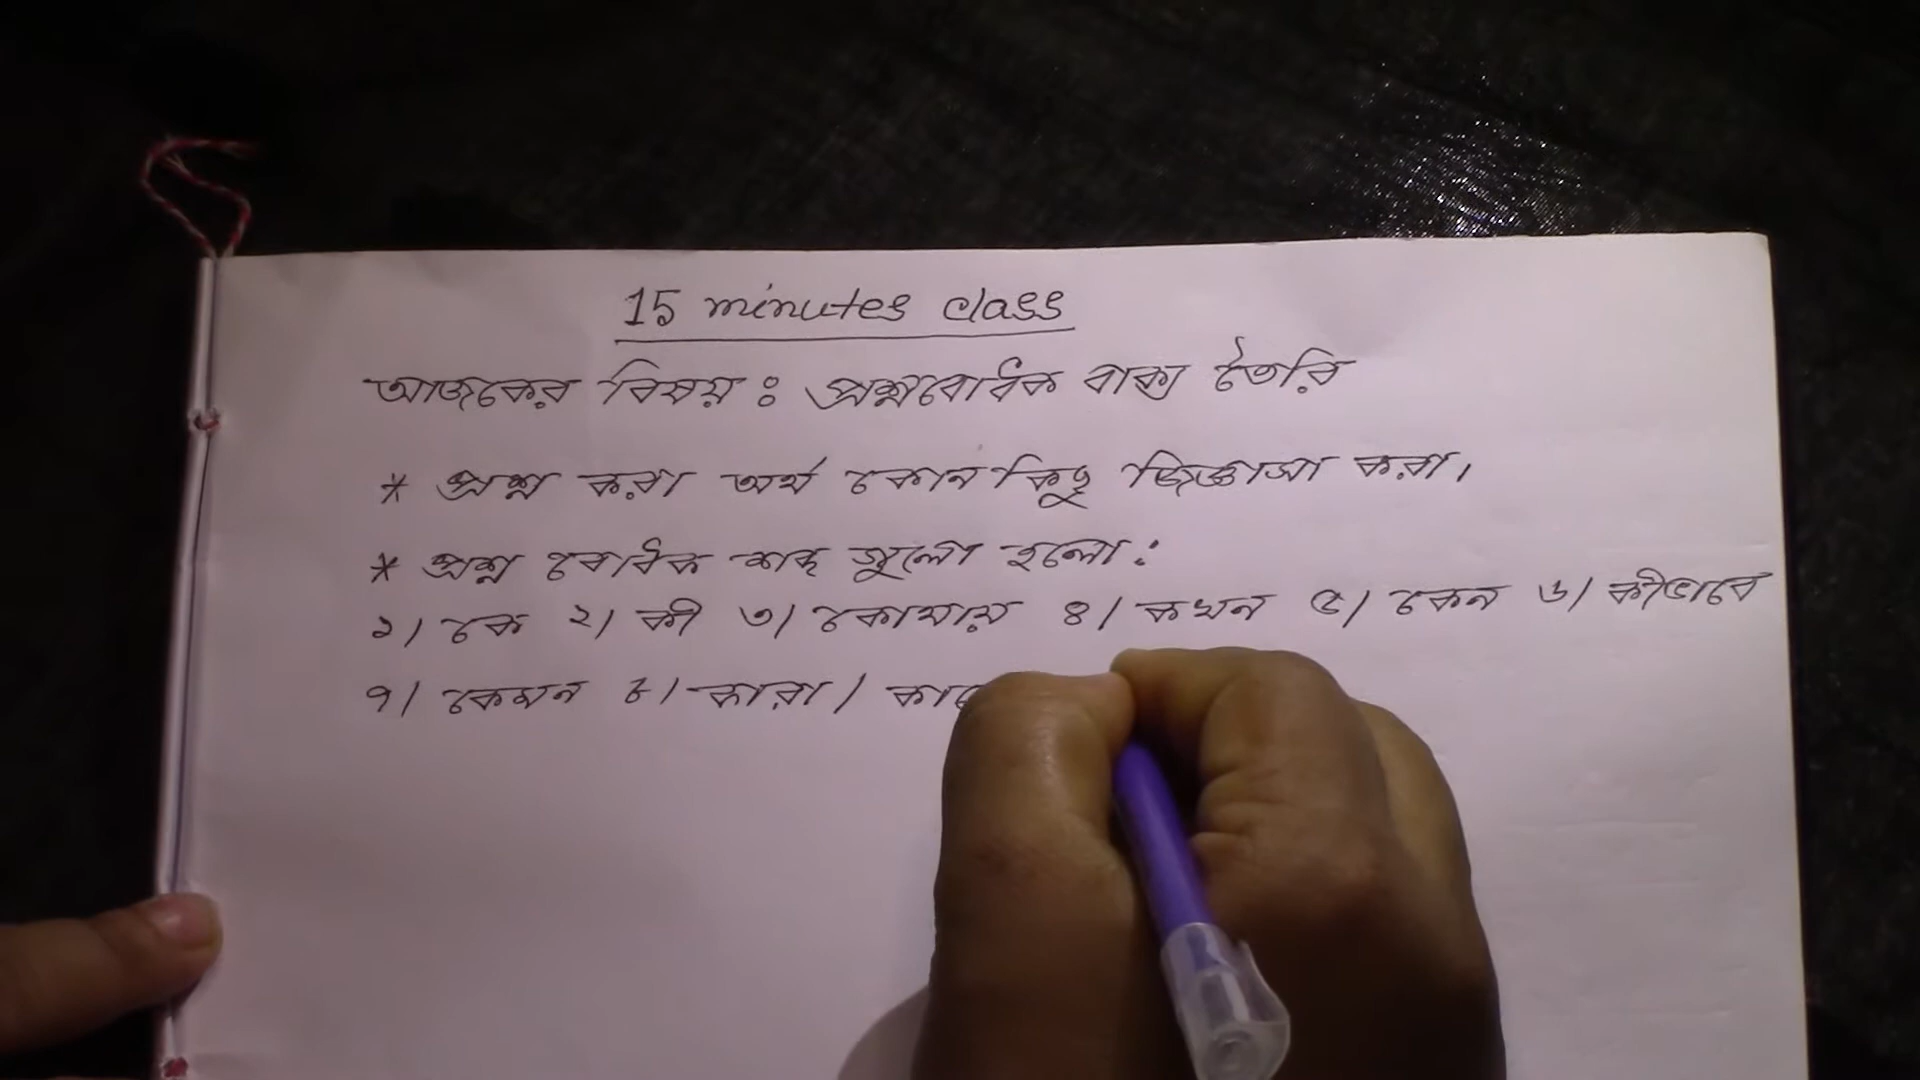 15 minutes class
আজকের বিষয় : প্রশ্নবোধক বাক্য তৈরি
* প্রশ্ন করা অর্থ কোন কিছু জিজ্ঞাসা করা।
* প্রশ্ন বোধক শব্দ গুলো হলো :
১) কে ২) কী ৩) কোথায় ৪) কখন ৫) কেন ৬) কীভাবে
৭) কেমন ৮) কারা /